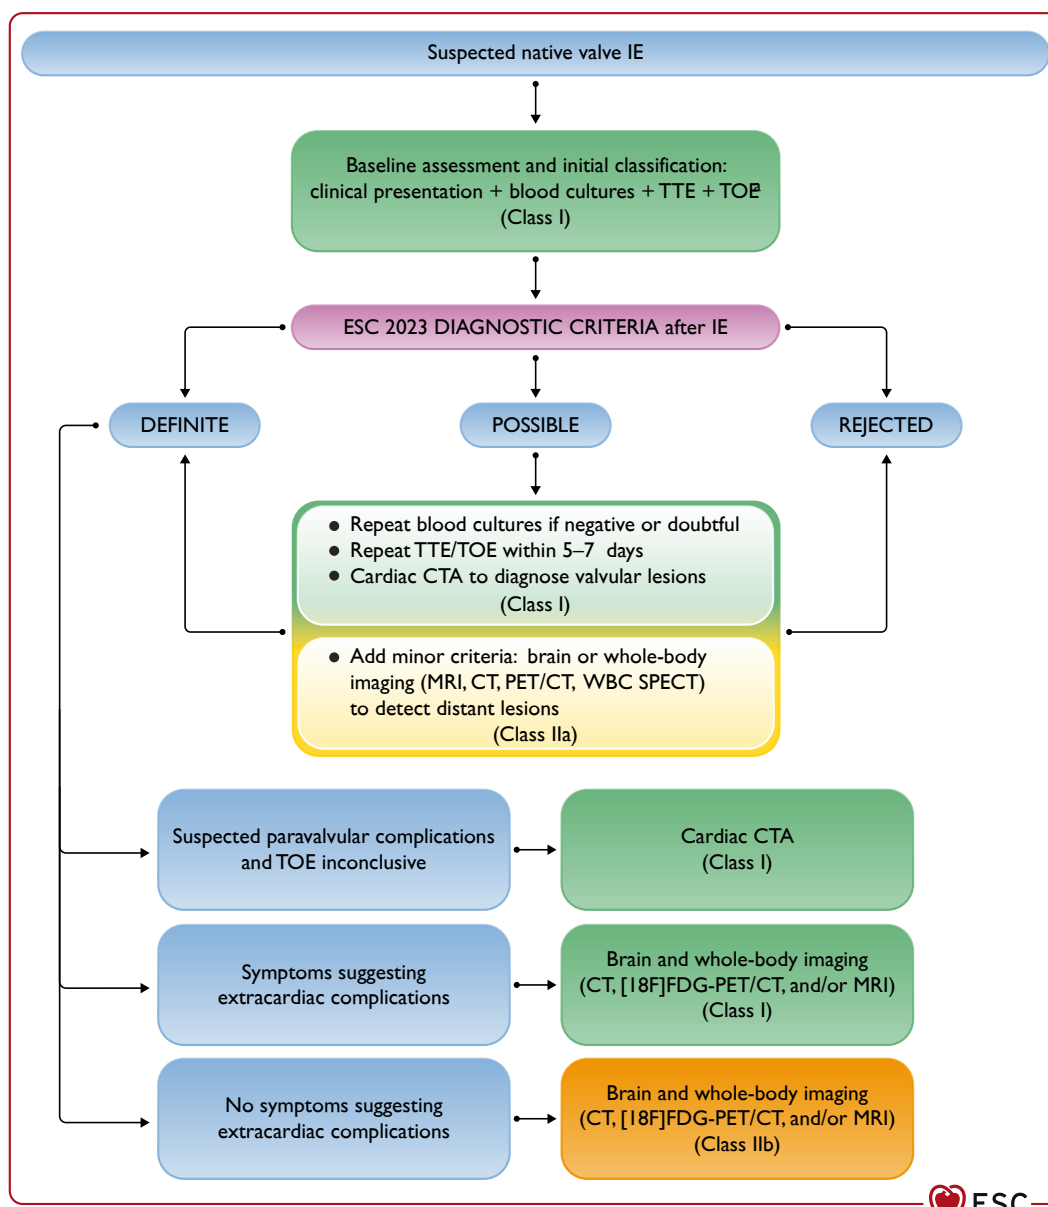 Suspected native valve IE
Baseline assessment and initial classification:
clinical presentation + blood cultures + TTE + TOEa
(Class I)
ESC 2023 DIAGNOSTIC CRITERIA after IE
DEFINITE
POSSIBLE
REJECTED
• Repeat blood cultures if negative or doubtful
• Repeat TTE/TOE within 5–7 days
• Cardiac CTA to diagnose valvular lesions
(Class I)
• Add minor criteria: brain or whole-body
imaging (MRI, CT, PET/CT, WBC SPECT)
to detect distant lesions
(Class IIa)
Suspected paravalvular complications
and TOE inconclusive
Cardiac CTA
(Class I)
Symptoms suggesting
extracardiac complications
Brain and whole-body imaging
(CT, [18F]FDG-PET/CT, and/or MRI)
(Class I)
No symptoms suggesting
extracardiac complications
Brain and whole-body imaging
(CT, [18F]FDG-PET/CT, and/or MRI)
(Class IIb)
ESC